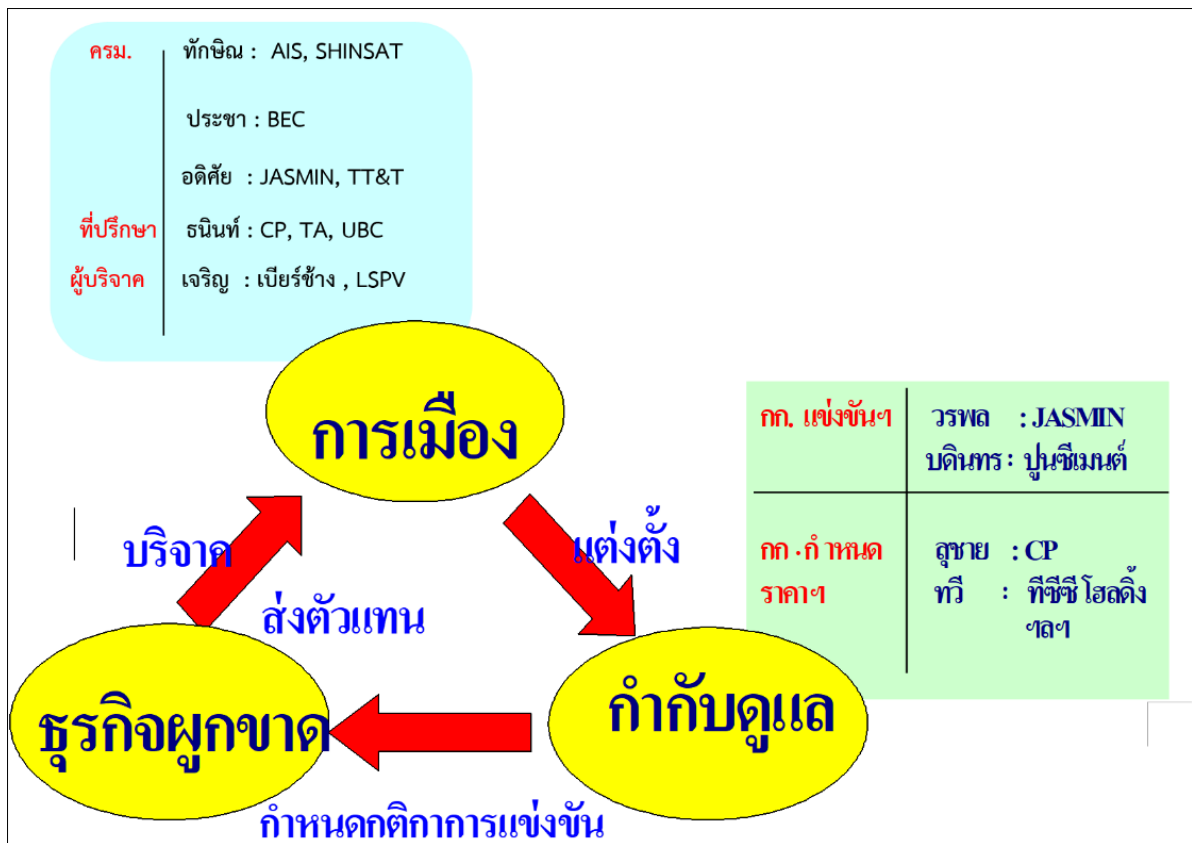 ครม. ทักษิณ : AIS, SHINSAT
ประชา : BEC
อดิศัย : JASMIN, TT&T
ที่ปรึกษา ธนินท์ : CP, TA, UBC
ผู้บริจาค เจริญ : เบียร์ช้าง , LSPV
การเมือง
กก. แข่งขันฯ วรพล : JASMIN
บดินทร : ปูนซีเมนต์
กก . กำหนด สุชาย : CP
ราคาฯ ทวี : ทีซีซี โฮลดิ้ง
ฯลฯ
บริจาค
แต่งตั้ง
ส่งตัวแทน
ธุรกิจผูกขาด
กำกับดูแล
กำหนดกติกาการแข่งขัน